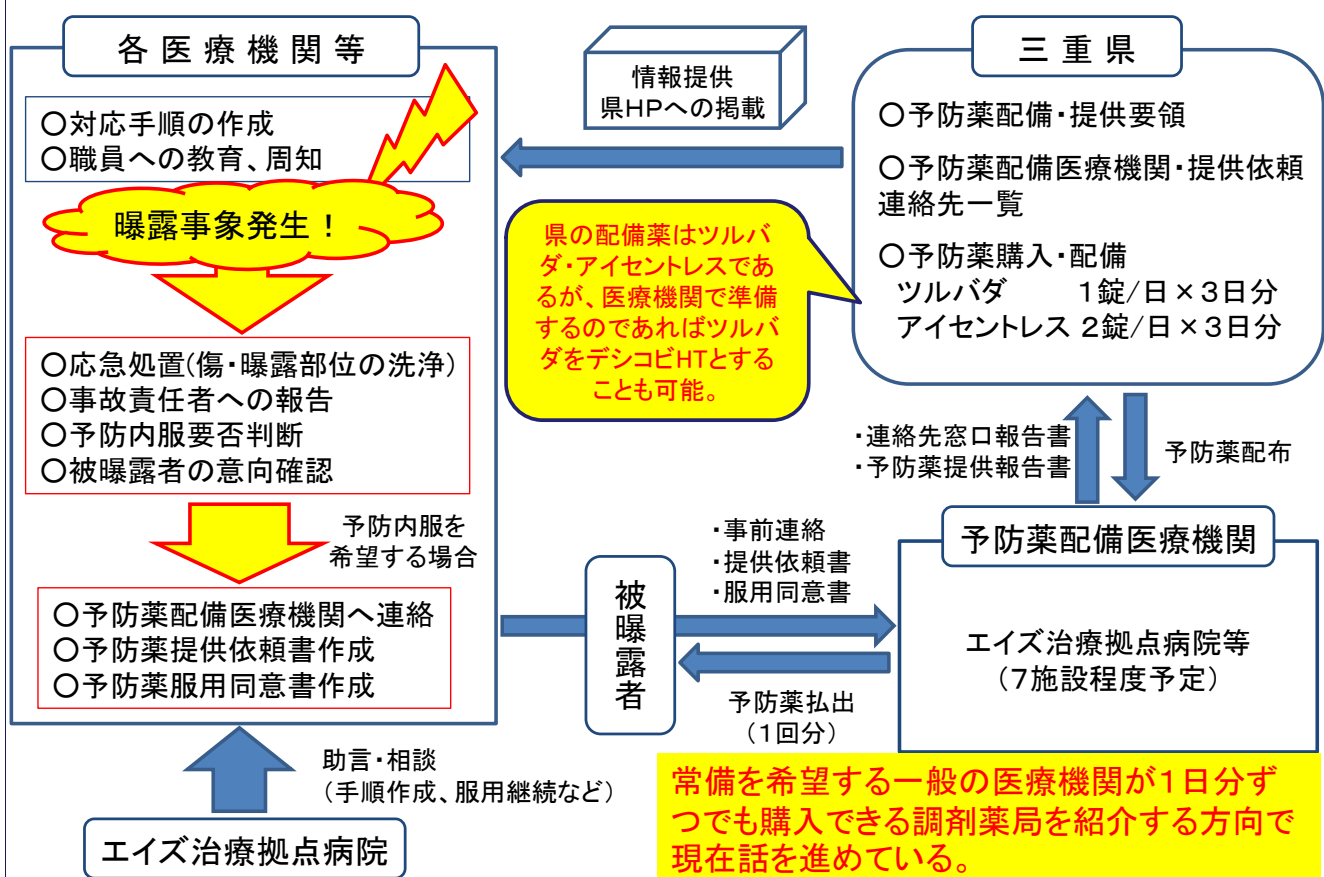 各医療機関等
〇対応手順の作成
〇職員への教育、周知
曝露事象発生！
〇応急処置(傷・曝露部位の洗浄)
〇事故責任者への報告
〇予防内服要否判断
〇被曝露者の意向確認
予防内服を
希望する場合
〇予防薬配備医療機関へ連絡
〇予防薬提供依頼書作成
〇予防薬服用同意書作成
助言・相談
（手順作成、服用継続など）
エイズ治療拠点病院
情報提供
県HPへの掲載
県の配備薬はツルバ
ダ・アイセントレスであ
るが、医療機関で準備
するのであればツルバ
ダをデシコビHTとする
ことも可能。
三重県
〇予防薬配備・提供要領
〇予防薬配備医療機関・提供依頼
連絡先一覧
〇予防薬購入・配備
ツルバダ　　　１錠/日×３日分
アイセントレス ２錠/日×３日分
・連絡先窓口報告書
・予防薬提供報告書
予防薬配布
被曝露者
・事前連絡
・提供依頼書
・服用同意書
予防薬払出
（１回分）
予防薬配備医療機関
エイズ治療拠点病院等
（７施設程度予定）
常備を希望する一般の医療機関が１日分ず
つでも購入できる調剤薬局を紹介する方向で
現在話を進めている。